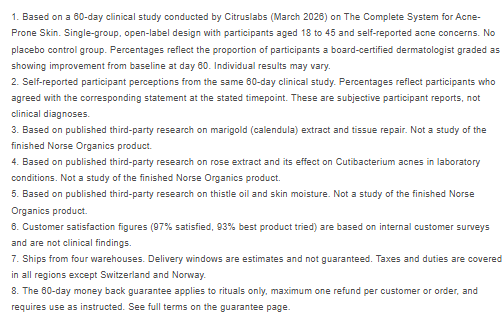 1. Based on a 60-day clinical study conducted by Citruslabs (March 2026) on The Complete System for Acne-
Prone Skin. Single-group, open-label design with participants aged 18 to 45 and self-reported acne concerns. No
placebo control group. Percentages reflect the proportion of participants a board-certified dermatologist graded as
showing improvement from baseline at day 60. Individual results may vary.
2. Self-reported participant perceptions from the same 60-day clinical study. Percentages reflect participants who
agreed with the corresponding statement at the stated timepoint. These are subjective participant reports, not
clinical diagnoses.
3. Based on published third-party research on marigold (calendula) extract and tissue repair. Not a study of the
finished Norse Organics product.
4. Based on published third-party research on rose extract and its effect on Cutibacterium acnes in laboratory
conditions. Not a study of the finished Norse Organics product.
5. Based on published third-party research on thistle oil and skin moisture. Not a study of the finished Norse
Organics product.
6. Customer satisfaction figures (97% satisfied, 93% best product tried) are based on internal customer surveys
and are not clinical findings.
7. Ships from four warehouses. Delivery windows are estimates and not guaranteed. Taxes and duties are covered
in all regions except Switzerland and Norway.
8. The 60-day money back guarantee applies to rituals only, maximum one refund per customer or order, and
requires use as instructed. See full terms on the guarantee page.